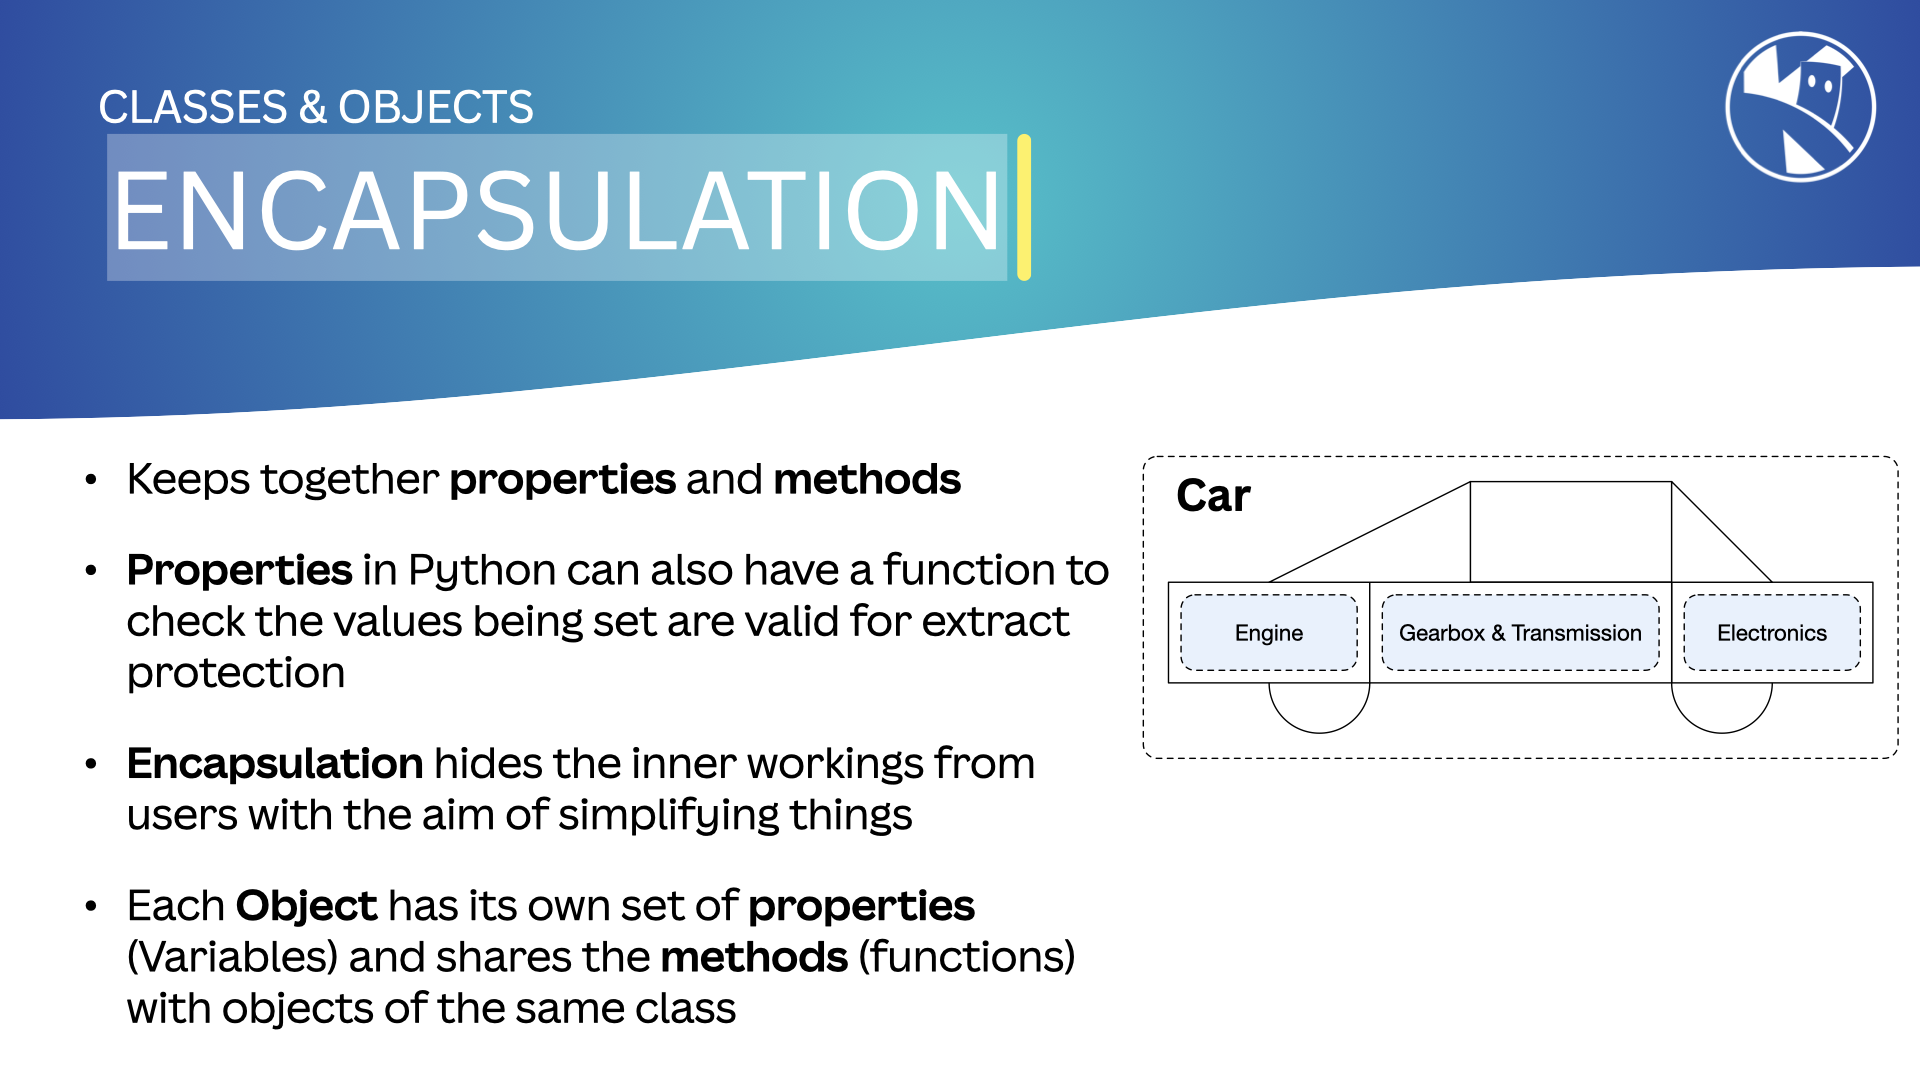 CLASSES & OBJECTS
ENCAPSULATION
• Keeps together properties and methods
• Properties in Python can also have a function to
check the values being set are valid for extract
protection
• Encapsulation hides the inner workings from
users with the aim of simplifying things
• Each Object has its own set of properties
(Variables) and shares the methods (functions)
with objects of the same class
Car
Engine
Gearbox & Transmission
Electronics